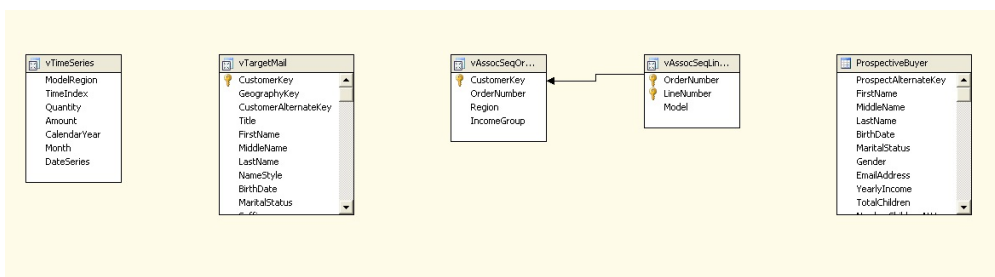 vTimeSeries
ModelRegion
TimeIndex
Quantity
Amount
CalendarYear
Month
DateSeries
vTargetMail
CustomerKey
GeographyKey
CustomerAlternateKey
Title
FirstName
MiddleName
LastName
NameStyle
BirthDate
MaritalStatus
vAssocSeqOr...
CustomerKey
OrderNumber
Region
IncomeGroup
vAssocSeqLin...
OrderNumber
LineNumber
Model
ProspectiveBuyer
ProspectAlternateKey
FirstName
MiddleName
LastName
BirthDate
MaritalStatus
Gender
EmailAddress
YearlyIncome
TotalChildren